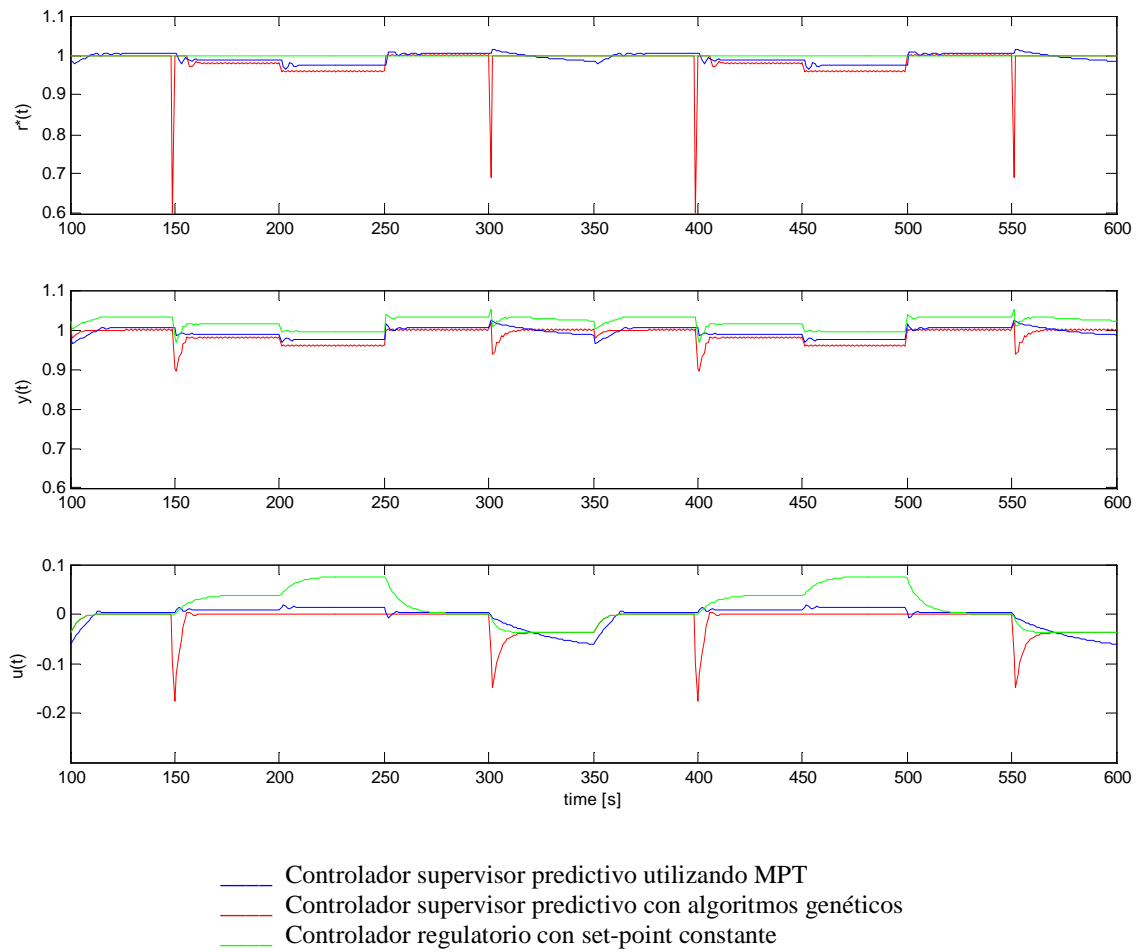 1.1
1
0.9
0.8
0.7
0.6
r*(t)
100 150 200 250 300 350 400 450 500 550 600
1.1
1
0.9
0.8
0.7
0.6
y(t)
100 150 200 250 300 350 400 450 500 550 600
0.1
0
-0.1
-0.2
u(t)
100 150 200 250 300 350 400 450 500 550 600
time [s]
Controlador supervisor predictivo utilizando MPT
Controlador supervisor predictivo con algoritmos genéticos
Controlador regulatorio con set-point constante